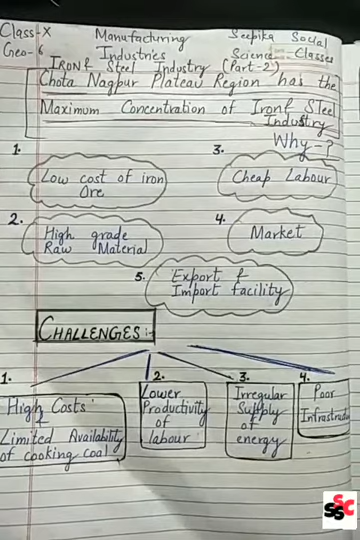 Class-X Manufacturing Seepika Social
Geo-6 Industries Science Classes
Iron & Steel Industry (Part-2)
Chota Nagpur Plateau Region has the
Maximum Concentration of Iron & Steel
Industry
Why-?
1.
Low cost of iron
Ore
3.
Cheap Labour
2.
High grade
Raw Material
4.
Market
5.
Export &
Import facility
CHALLENGES:-
1.
High Costs
&
Limited Availability
of cooking coal
2.
Lower
Productivity
of
labour
3.
Irregular
Supply
of
energy
4.
Poor
Infrastructu
SSSC